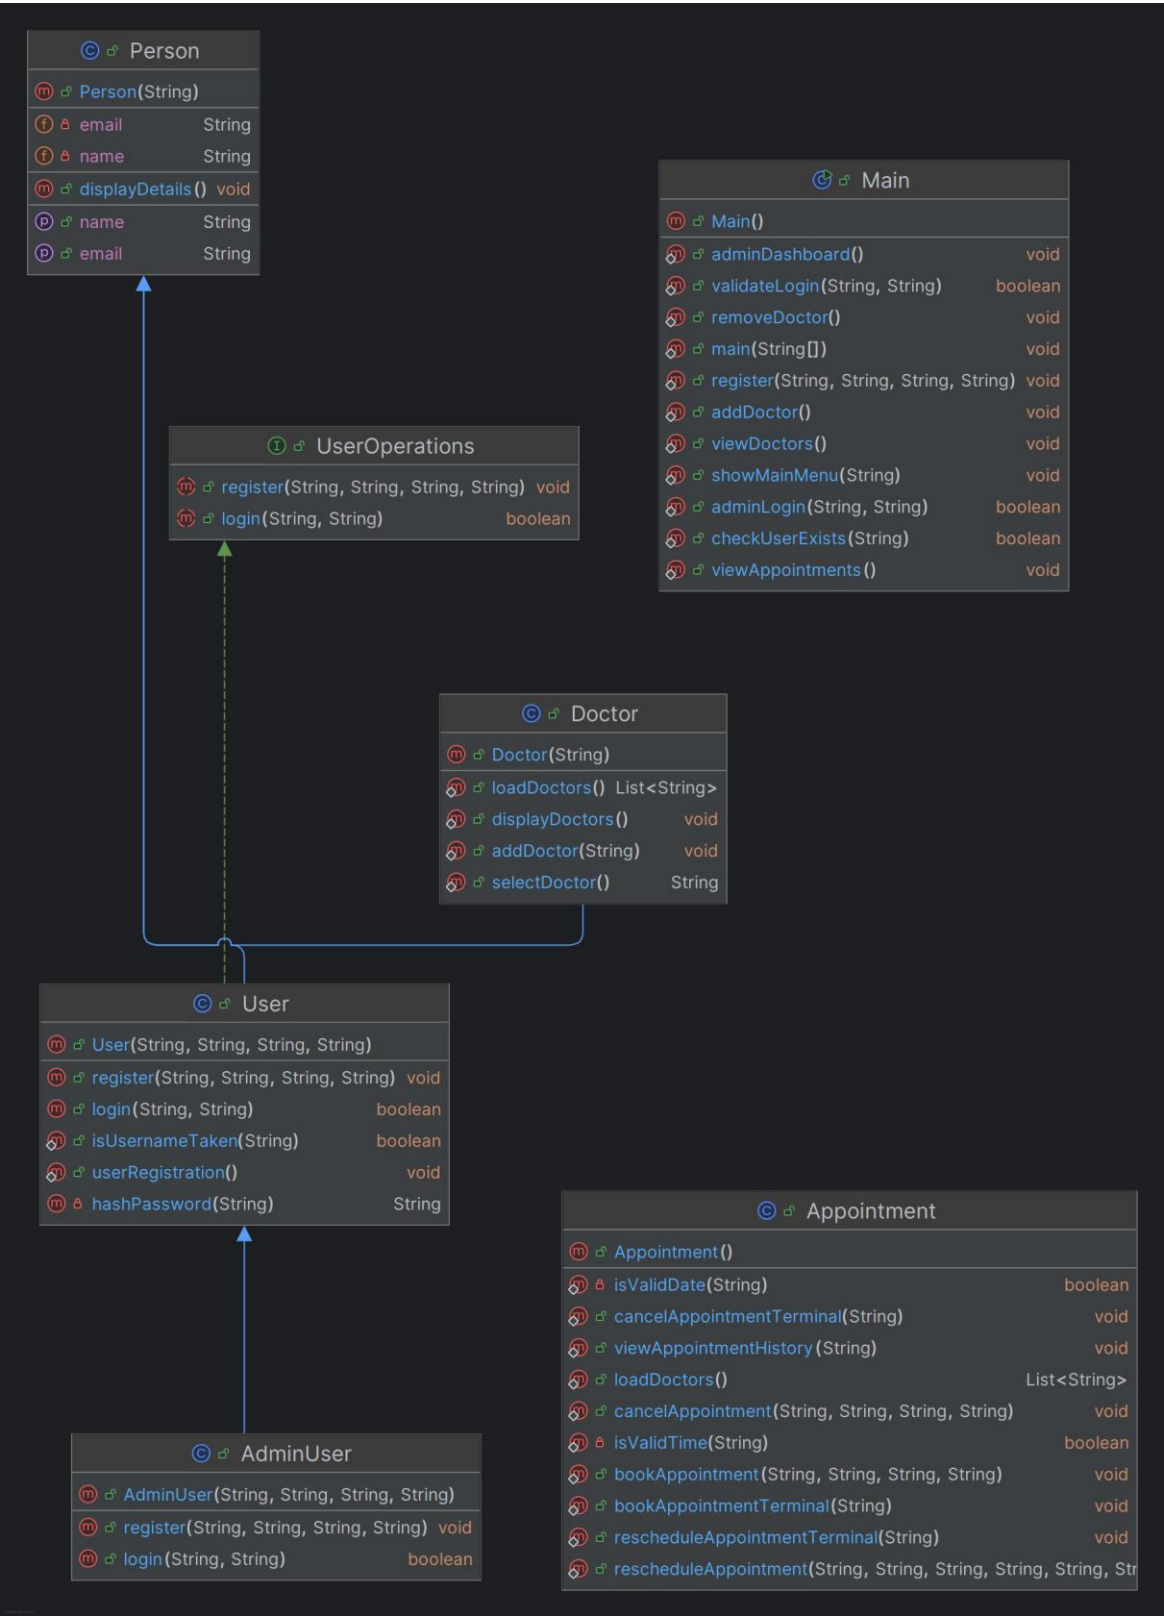 Person
Person(String)
email String
name String
displayDetails() void
name String
email String
Main
Main()
adminDashboard() void
validateLogin(String, String) boolean
removeDoctor() void
main(String[]) void
register(String, String, String, String) void
addDoctor() void
viewDoctors() void
showMainMenu(String) void
adminLogin(String, String) boolean
checkUserExists(String) boolean
viewAppointments() void
UserOperations
register(String, String, String, String) void
login(String, String) boolean
Doctor
Doctor(String)
loadDoctors() List<String>
displayDoctors() void
addDoctor(String) void
selectDoctor() String
User
User(String, String, String, String)
register(String, String, String, String) void
login(String, String) boolean
isUsernameTaken(String) boolean
userRegistration() void
hashPassword(String) String
Appointment
Appointment()
isValidDate(String) boolean
cancelAppointmentTerminal(String) void
viewAppointmentHistory(String) void
loadDoctors() List<String>
cancelAppointment(String, String, String, String) void
isValidTime(String) boolean
bookAppointment(String, String, String, String) void
bookAppointmentTerminal(String) void
rescheduleAppointmentTerminal(String) void
rescheduleAppointment(String, String, String, String, String, Str
AdminUser
AdminUser(String, String, String, String)
register(String, String, String, String) void
login(String, String) boolean